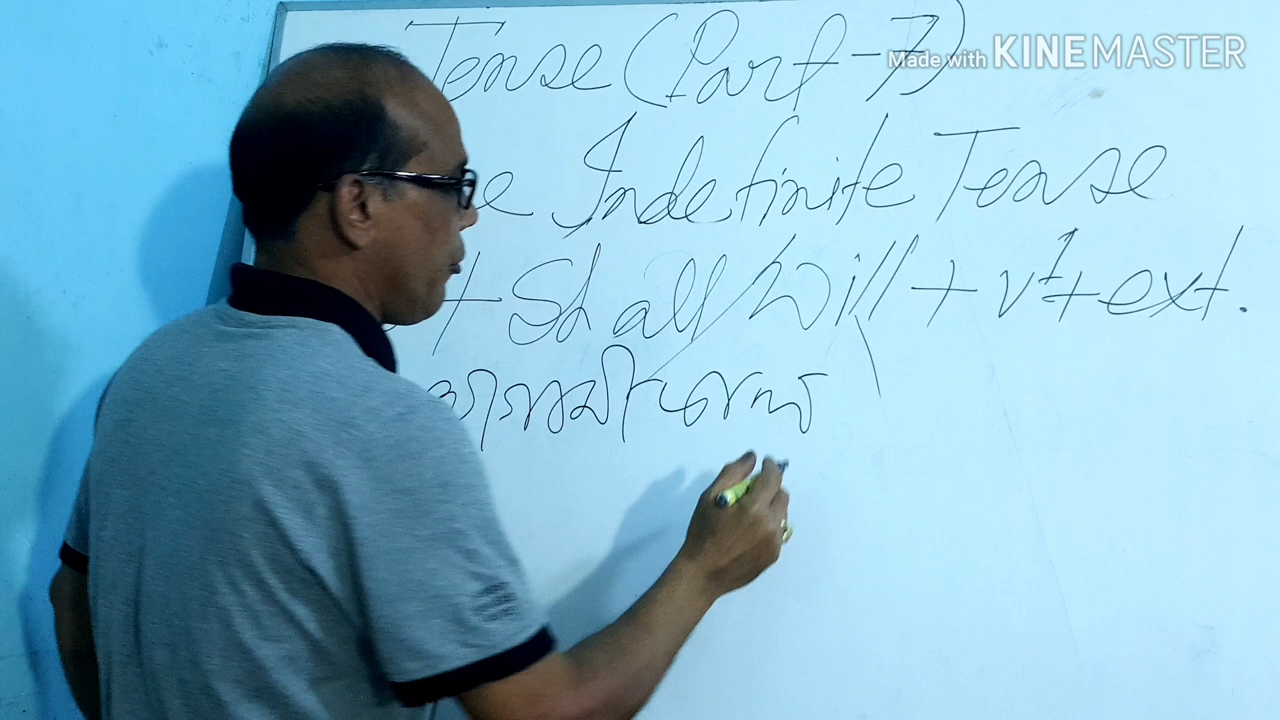 Tense (Part-7)
Made with KINEMASTER
Indefinite Tense
+ Shall/Will + V1 + ext.